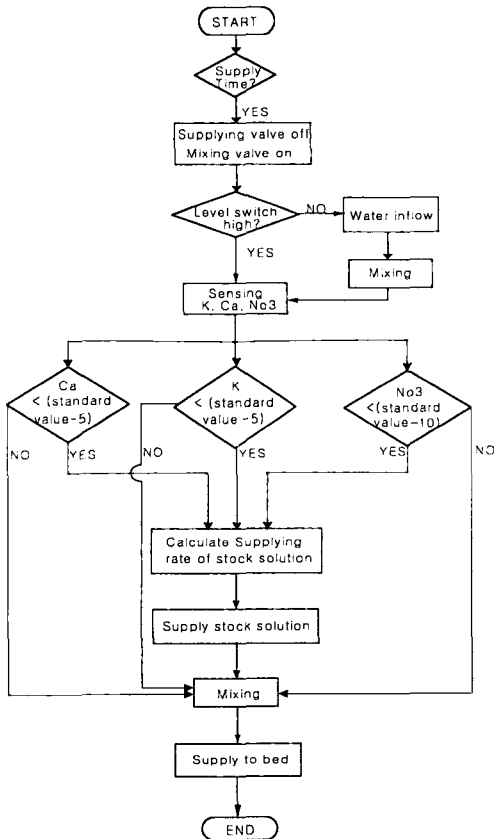 START
Supply
Time?
YES
Supplying valve off
Mixing valve on
Level switch
high?
NO
Water inflow
YES
Mixing
Sensing
K, Ca, No3
Ca
< (standard
value-5)
K
< (standard
value-5)
No3
<(standard
value-10)
NO
YES
NO
YES
YES
NO
Calculate Supplying
rate of stock solution
Supply stock solution
Mixing
Supply to bed
END